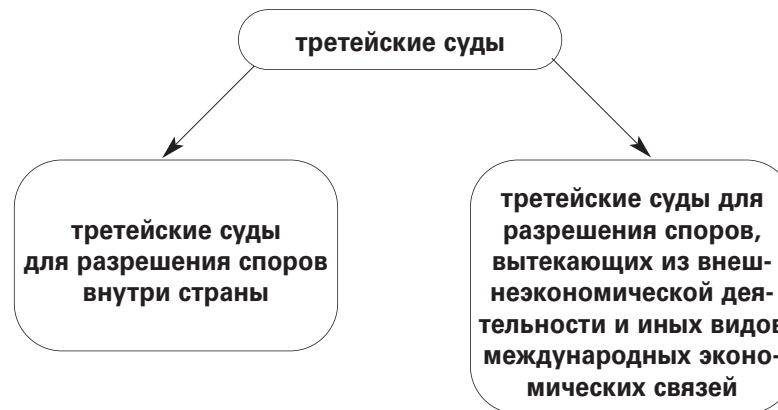 третейские суды
третейские суды
для разрешения споров
внутри страны
третейские суды для
разрешения споров,
вытекающих из внеш-
неэкономической дея-
тельности и иных видов
международных эконо-
мических связей